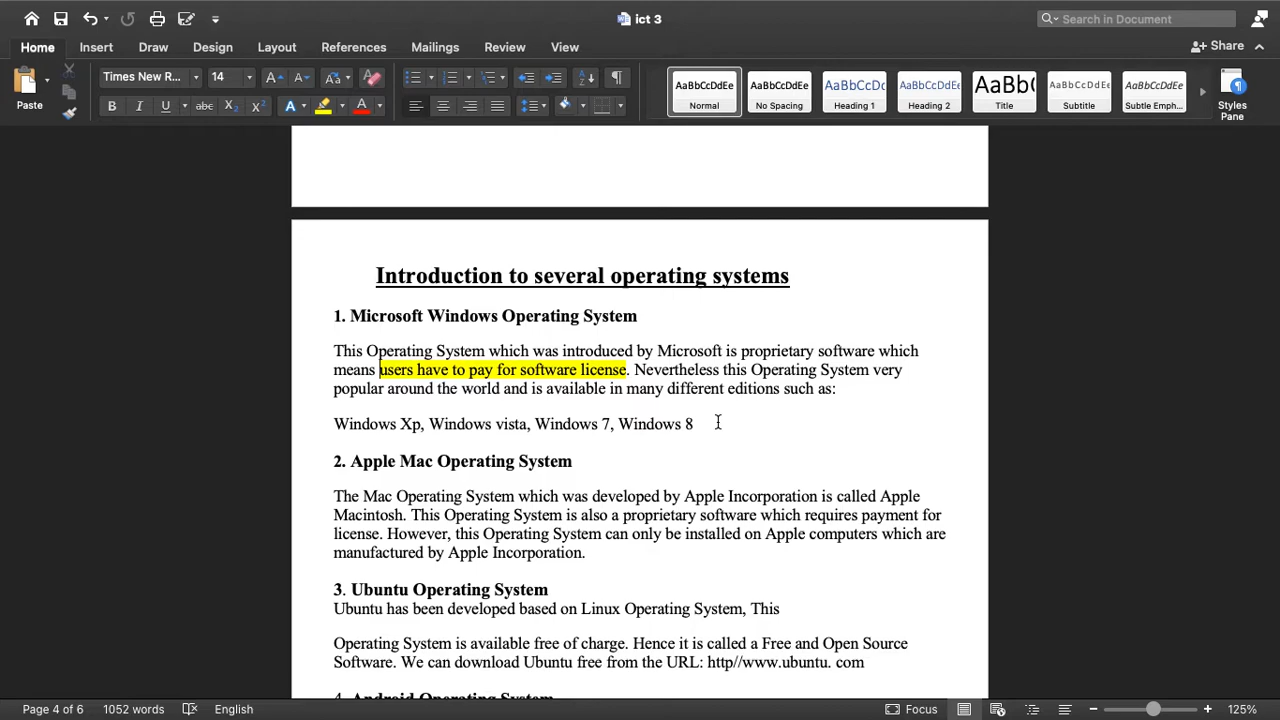 ict 3
Search in Document
Home Insert Draw Design Layout References Mailings Review View
Share
Paste
Times New R... 14
AaBbCcDdEe AaBbCcDdEe AaBbCcDc AaBbCcDdEe AaBbC AaBbCcDdEe AaBbCcDdEe
Normal No Spacing Heading 1 Heading 2 Title Subtitle Subtle Emph...
Styles
Pane
Introduction to several operating systems
1. Microsoft Windows Operating System
This Operating System which was introduced by Microsoft is proprietary software which
means users have to pay for software license. Nevertheless this Operating System very
popular around the world and is available in many different editions such as:
Windows Xp, Windows vista, Windows 7, Windows 8
2. Apple Mac Operating System
The Mac Operating System which was developed by Apple Incorporation is called Apple
Macintosh. This Operating System is also a proprietary software which requires payment for
license. However, this Operating System can only be installed on Apple computers which are
manufactured by Apple Incorporation.
3. Ubuntu Operating System
Ubuntu has been developed based on Linux Operating System, This
Operating System is available free of charge. Hence it is called a Free and Open Source
Software. We can download Ubuntu free from the URL: http//www.ubuntu. com
4. Android Operating System
Page 4 of 6 1052 words English Focus 125%